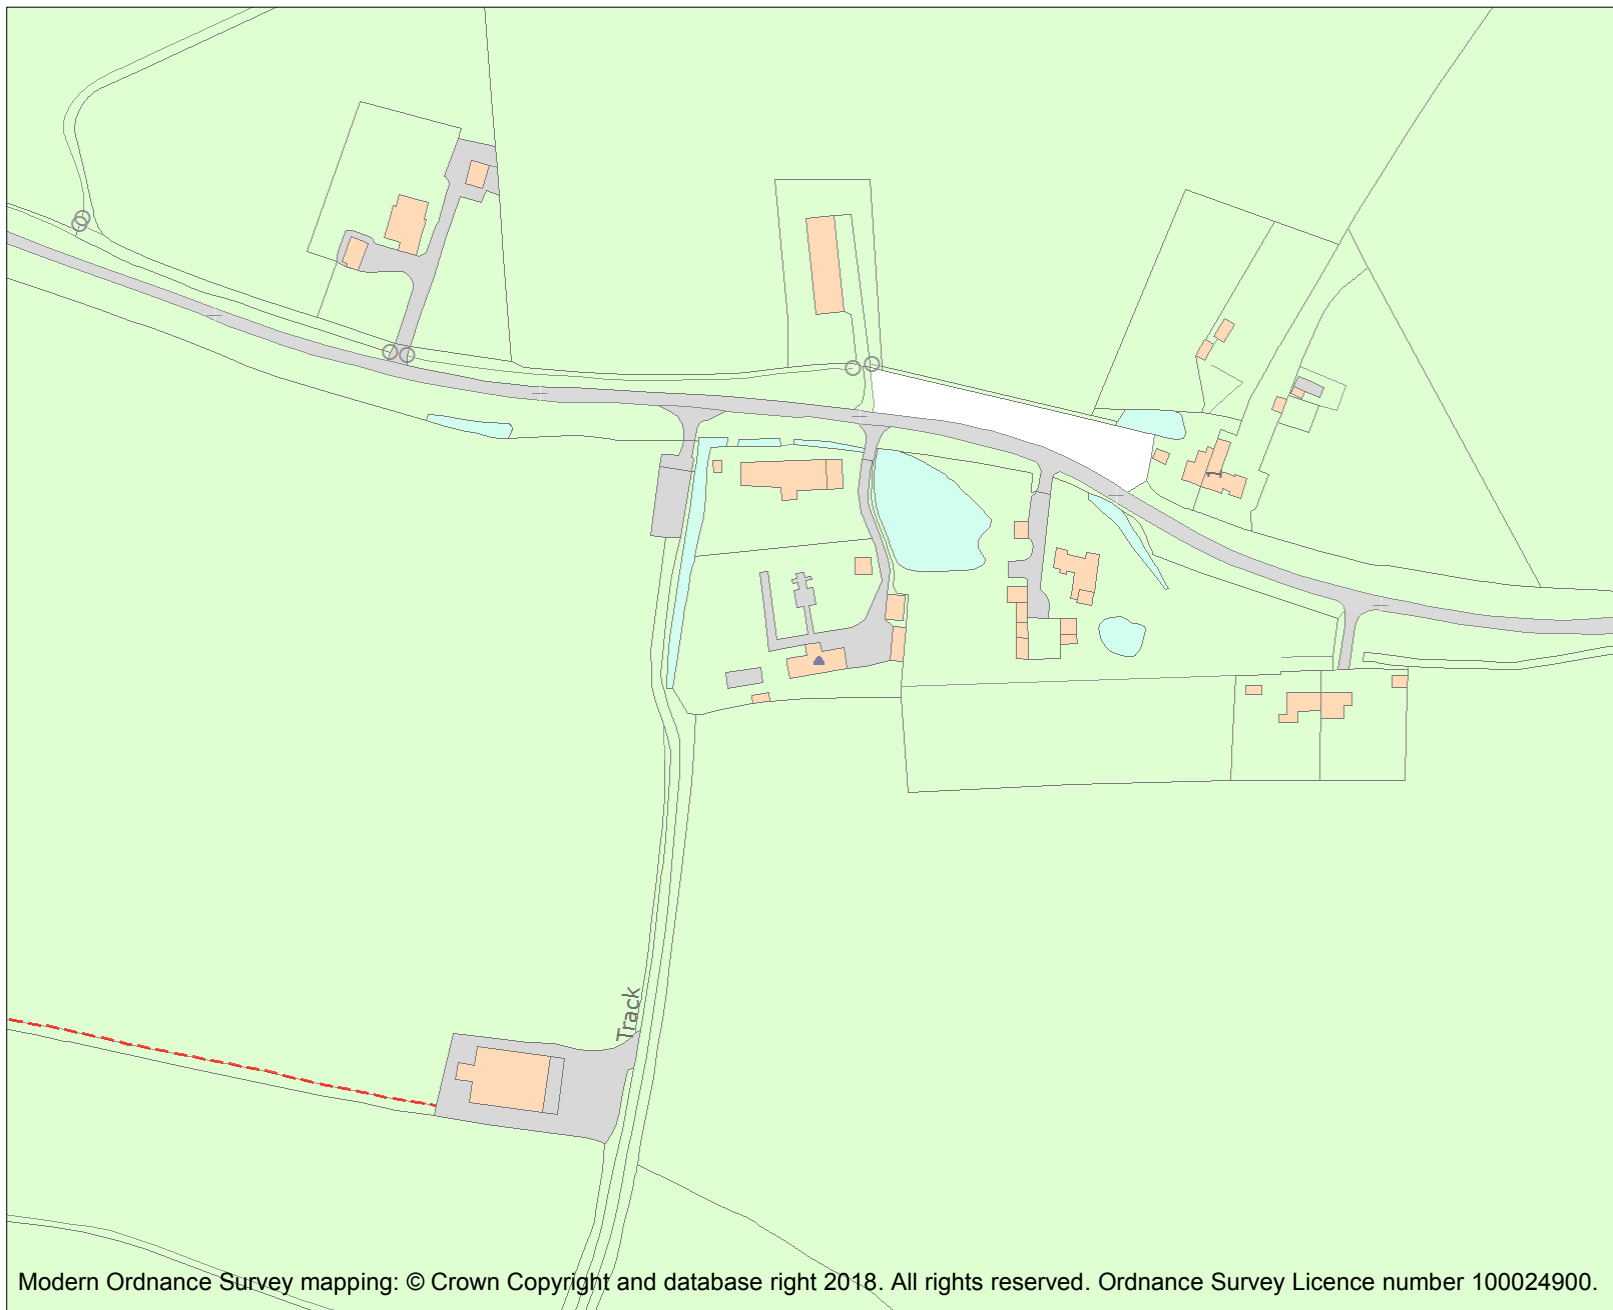 1
Track
Modern Ordnance Survey mapping: © Crown Copyright and database right 2018. All rights reserved. Ordnance Survey Licence number 100024900.